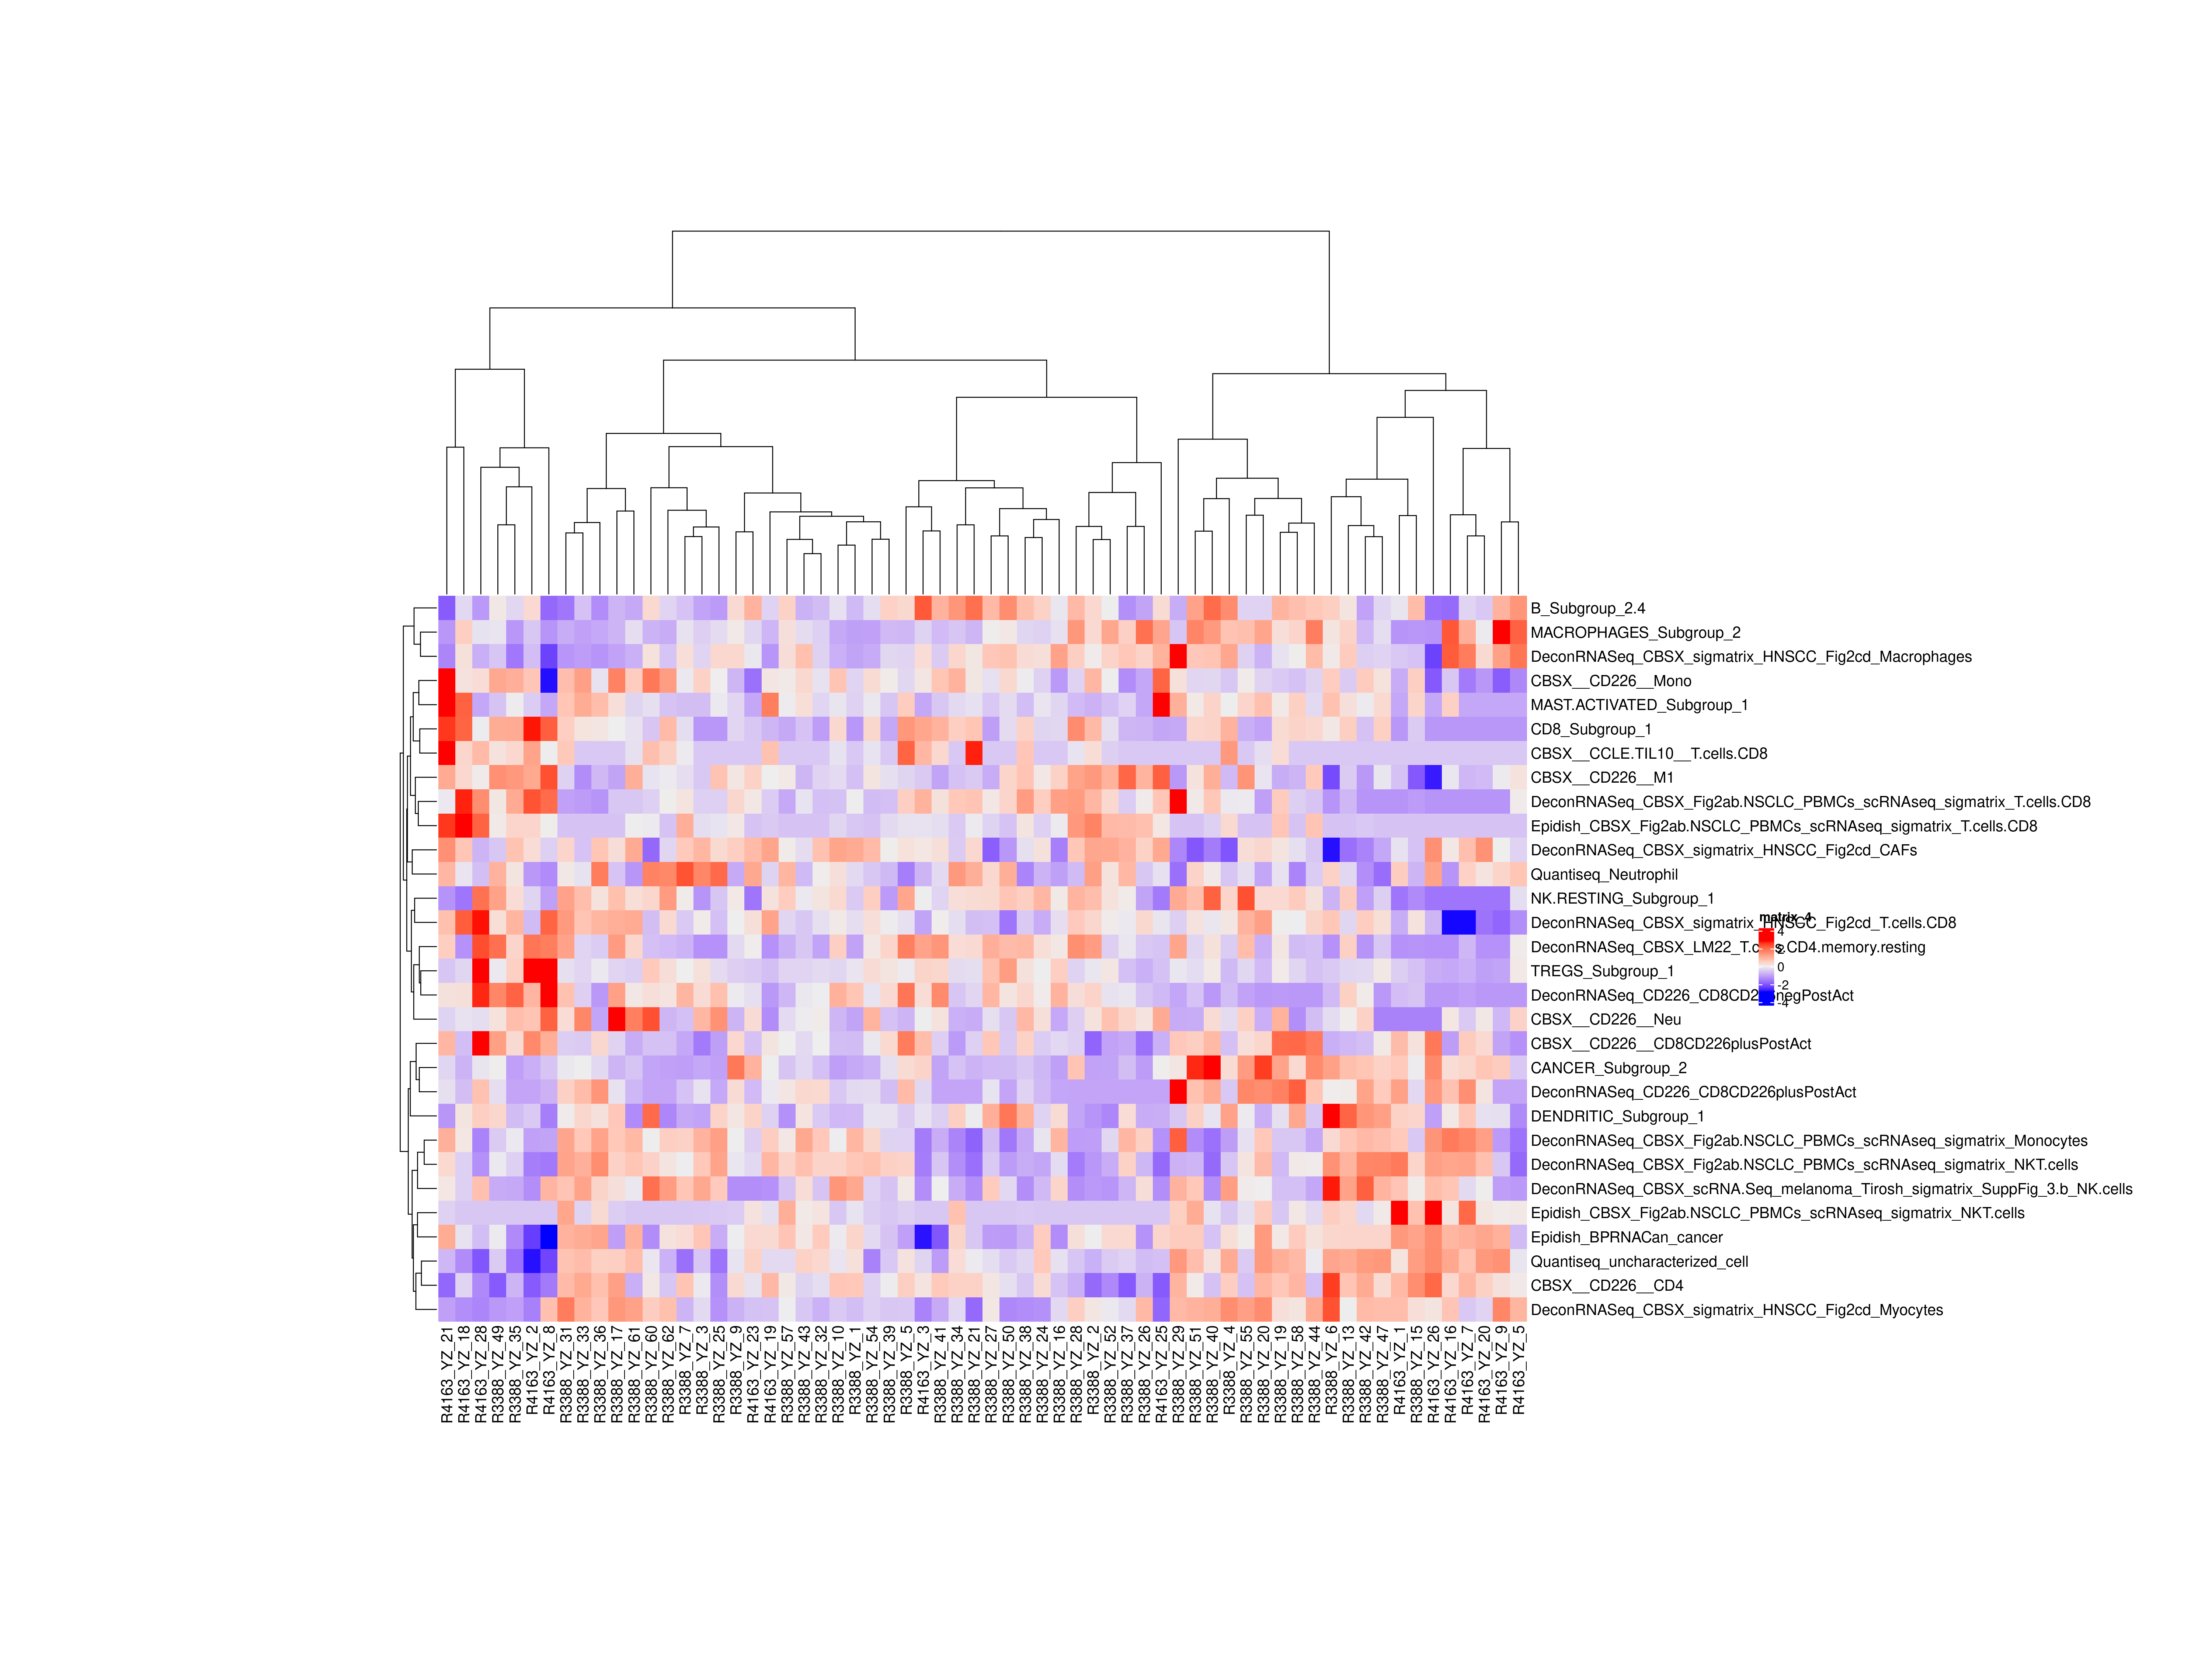 B_Subgroup_2.4
MACROPHAGES_Subgroup_2
DeconRNASeq_CBSX_sigmatrix_HNSCC_Fig2cd_Macrophages
CBSX__CD226__Mono
MAST.ACTIVATED_Subgroup_1
CD8_Subgroup_1
CBSX__CCLE.TIL10__T.cells.CD8
CBSX__CD226__M1
DeconRNASeq_CBSX_Fig2ab.NSCLC_PBMCs_scRNAseq_sigmatrix_T.cells.CD8
Epidish_CBSX_Fig2ab.NSCLC_PBMCs_scRNAseq_sigmatrix_T.cells.CD8
DeconRNASeq_CBSX_sigmatrix_HNSCC_Fig2cd_CAFs
Quantiseq_Neutrophil
NK.RESTING_Subgroup_1
DeconRNASeq_CBSX_sigmatrix_HNSCC_Fig2cd_T.cells.CD8
DeconRNASeq_CBSX_LM22_T.cells.CD4.memory.resting
TREGS_Subgroup_1
DeconRNASeq_CD226_CD8CD226negPostAct
CBSX__CD226__Neu
CBSX__CD226__CD8CD226plusPostAct
CANCER_Subgroup_2
DeconRNASeq_CD226_CD8CD226plusPostAct
DENDRITIC_Subgroup_1
DeconRNASeq_CBSX_Fig2ab.NSCLC_PBMCs_scRNAseq_sigmatrix_Monocytes
DeconRNASeq_CBSX_Fig2ab.NSCLC_PBMCs_scRNAseq_sigmatrix_NKT.cells
DeconRNASeq_CBSX_scRNA.Seq_melanoma_Tirosh_sigmatrix_SuppFig_3.b_NK.cells
Epidish_CBSX_Fig2ab.NSCLC_PBMCs_scRNAseq_sigmatrix_NKT.cells
Epidish_BPRNACan_cancer
Quantiseq_uncharacterized_cell
CBSX__CD226__CD4
DeconRNASeq_CBSX_sigmatrix_HNSCC_Fig2cd_Myocytes
matrix_4
4
2
0
-2
-4
R4163_YZ_21
R4163_YZ_18
R4163_YZ_28
R3388_YZ_49
R3388_YZ_35
R4163_YZ_2
R4163_YZ_8
R3388_YZ_31
R3388_YZ_33
R3388_YZ_36
R3388_YZ_17
R3388_YZ_61
R3388_YZ_60
R3388_YZ_62
R3388_YZ_7
R3388_YZ_3
R3388_YZ_25
R3388_YZ_9
R4163_YZ_23
R4163_YZ_19
R3388_YZ_57
R3388_YZ_43
R3388_YZ_32
R3388_YZ_10
R3388_YZ_1
R3388_YZ_54
R3388_YZ_39
R3388_YZ_5
R4163_YZ_3
R3388_YZ_41
R3388_YZ_34
R3388_YZ_21
R3388_YZ_27
R3388_YZ_50
R3388_YZ_38
R3388_YZ_24
R3388_YZ_16
R3388_YZ_28
R3388_YZ_2
R3388_YZ_52
R3388_YZ_37
R3388_YZ_26
R4163_YZ_25
R3388_YZ_29
R3388_YZ_51
R3388_YZ_40
R3388_YZ_4
R3388_YZ_55
R3388_YZ_20
R3388_YZ_19
R3388_YZ_58
R3388_YZ_44
R3388_YZ_6
R3388_YZ_13
R3388_YZ_42
R3388_YZ_47
R4163_YZ_1
R3388_YZ_15
R4163_YZ_26
R4163_YZ_16
R4163_YZ_7
R4163_YZ_20
R4163_YZ_9
R4163_YZ_5